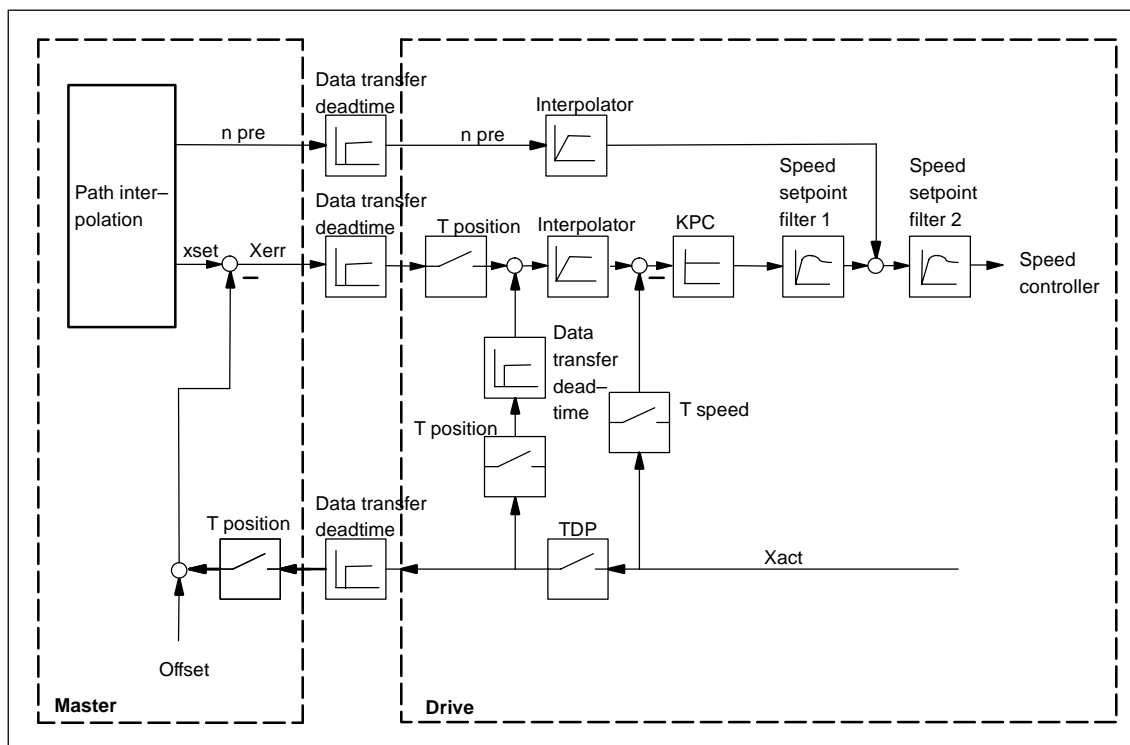 Data transfer
deadtime
Interpolator
n pre
n pre
Path inter–
polation
Speed
setpoint
filter 1
Speed
setpoint
filter 2
Data transfer
deadtime
T position
Interpolator
KPC
xset
Xerr
Speed
controller
Data
transfer
dead–
time
T speed
T position
Data transfer
deadtime
T position
TDP
Xact
Offset
Master
Drive